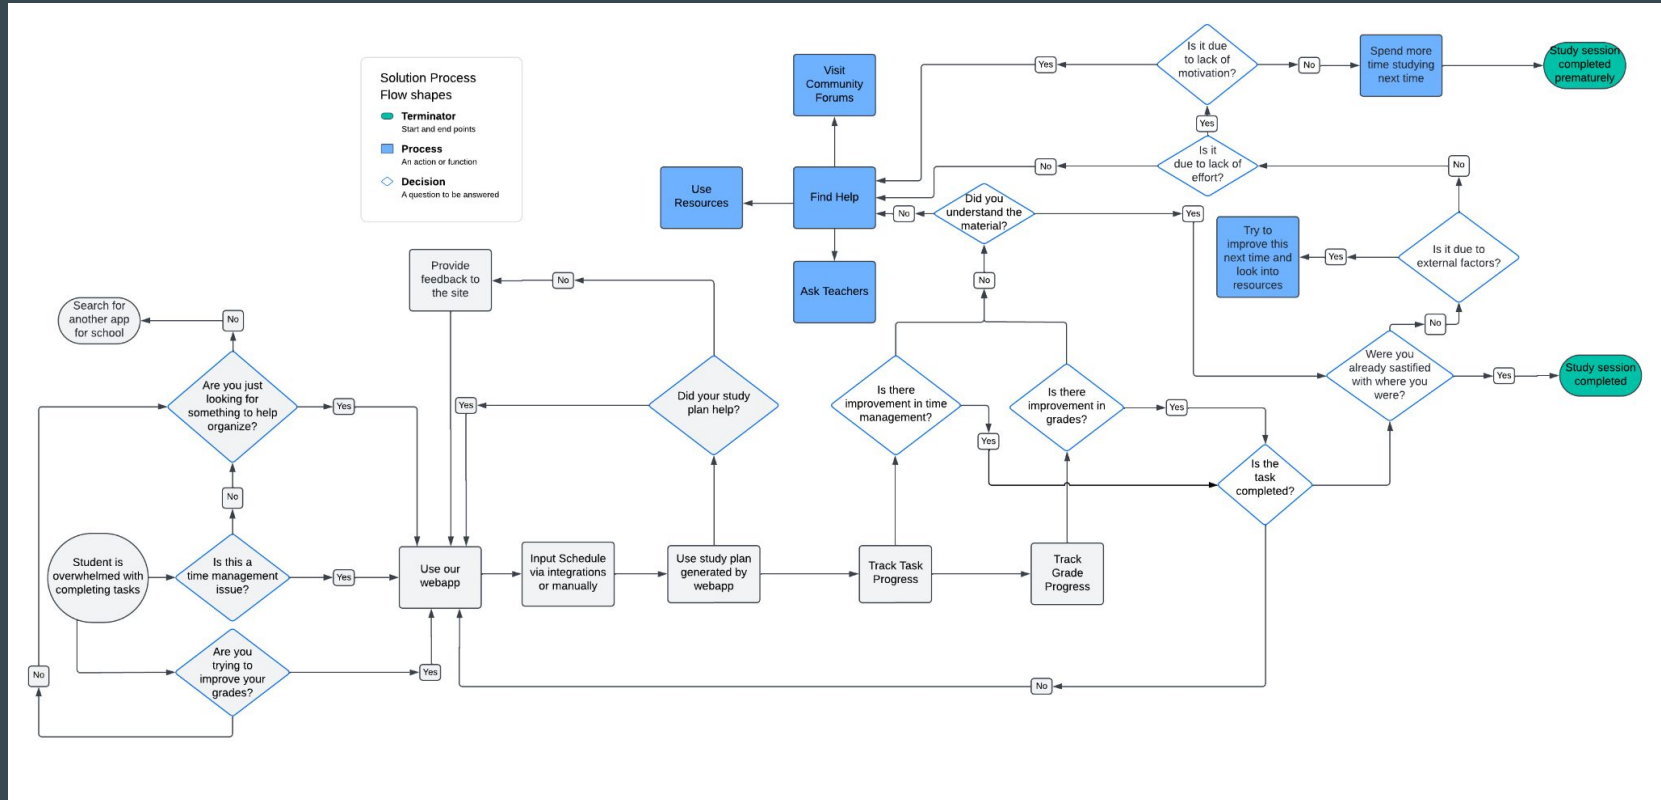 Solution Process
Flow shapes
Terminator
Start and end points
Process
An action or function
Decision
A question to be answered
Visit
Community
Forums
Use
Resources
Find Help
Ask Teachers
Yes
Is it due
to lack of
motivation?
No
Spend more
time studying
next time
Study session
completed
prematurely
Yes
No
Is it
due to lack of
effort?
No
No
Did you
understand the
material?
Yes
Try to
improve this
next time and
look into
resources
Yes
Is it due to
external factors?
No
No
Were you
already sastified
with where you
were?
Yes
Study session
completed
Provide
feedback to
the site
No
Search for
another app
for school
No
Are you just
looking for
something to help
organize?
Yes
Yes
Did your study
plan help?
Is there
improvement in time
management?
Yes
Is there
improvement in
grades?
Yes
Is the
task
completed?
No
Student is
overwhelmed with
completing tasks
Is this a
time management
issue?
Yes
Use our
webapp
Input Schedule
via integrations
or manually
Use study plan
generated by
webapp
Track Task
Progress
Track
Grade
Progress
No
Are you
trying to
improve your
grades?
Yes
No